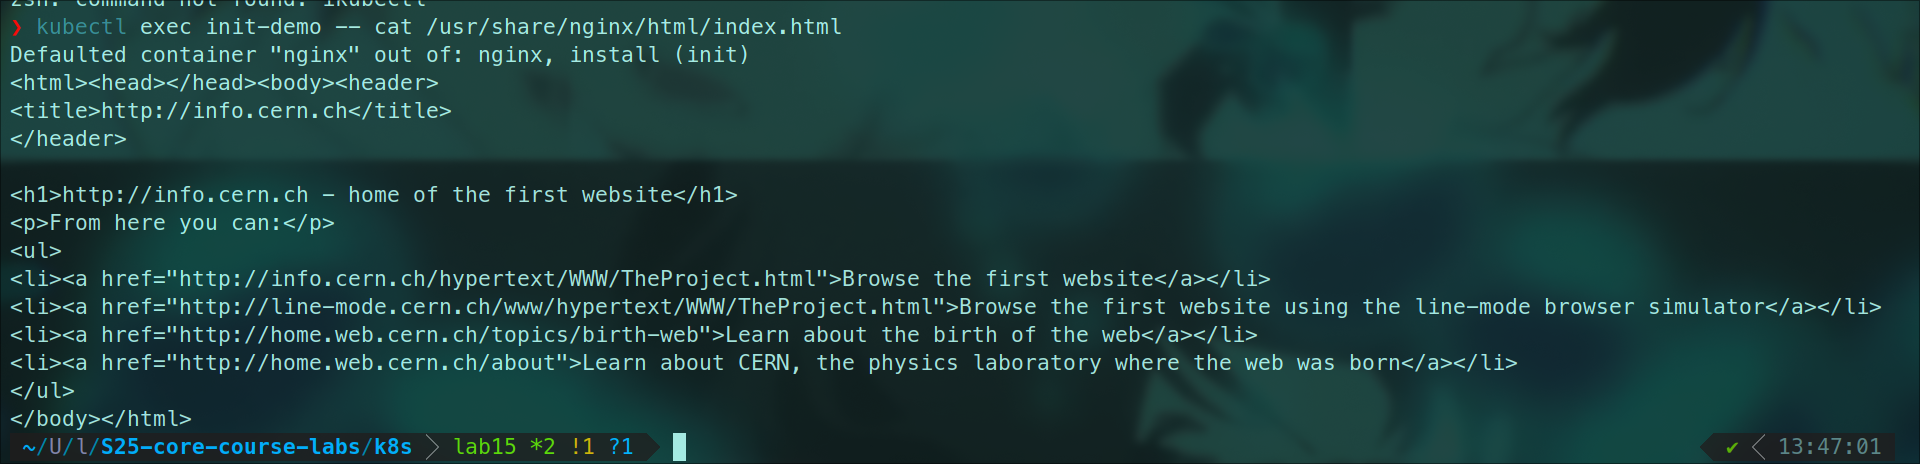 zsh: command not found: ikubectl
❯ kubectl exec init-demo -- cat /usr/share/nginx/html/index.html
Defaulted container "nginx" out of: nginx, install (init)
<html><head></head><body><header>
<title>http://info.cern.ch</title>
</header>
<h1>http://info.cern.ch - home of the first website</h1>
<p>From here you can:</p>
<ul>
<li><a href="http://info.cern.ch/hypertext/WWW/TheProject.html">Browse the first website</a></li>
<li><a href="http://line-mode.cern.ch/www/hypertext/WWW/TheProject.html">Browse the first website using the line-mode browser simulator</a></li>
<li><a href="http://home.web.cern.ch/topics/birth-web">Learn about the birth of the web</a></li>
<li><a href="http://home.web.cern.ch/about">Learn about CERN, the physics laboratory where the web was born</a></li>
</ul>
</body></html>
~/U/l/S25-core-course-labs/k8s lab15 *2 !1 ?1 ✔ 13:47:01